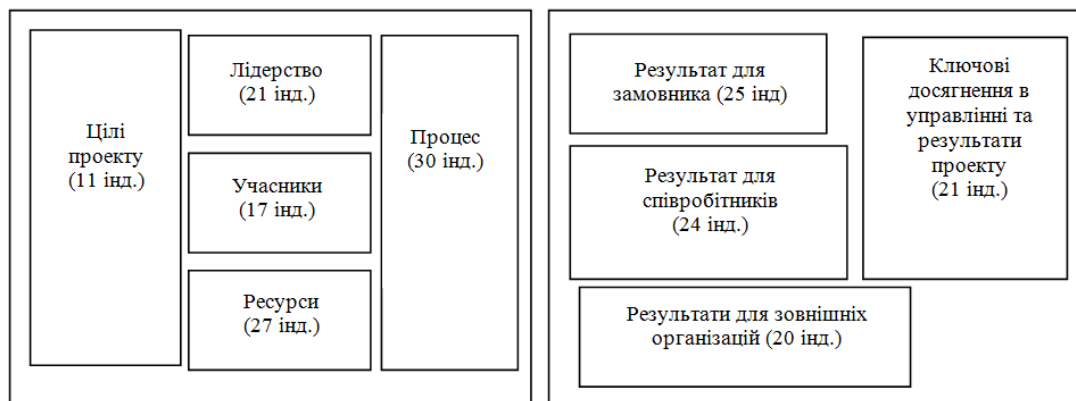 Цілі
проекту
(11 інд.)
Лідерство
(21 інд.)
Учасники
(17 інд.)
Ресурси
(27 інд.)
Процес
(30 інд.)
Результат для
замовника (25 інд)
Результат для
співробітників
(24 інд.)
Результати для зовнішніх
організацій (20 інд.)
Ключові
досягнення в
управлінні та
результати
проекту
(21 інд.)